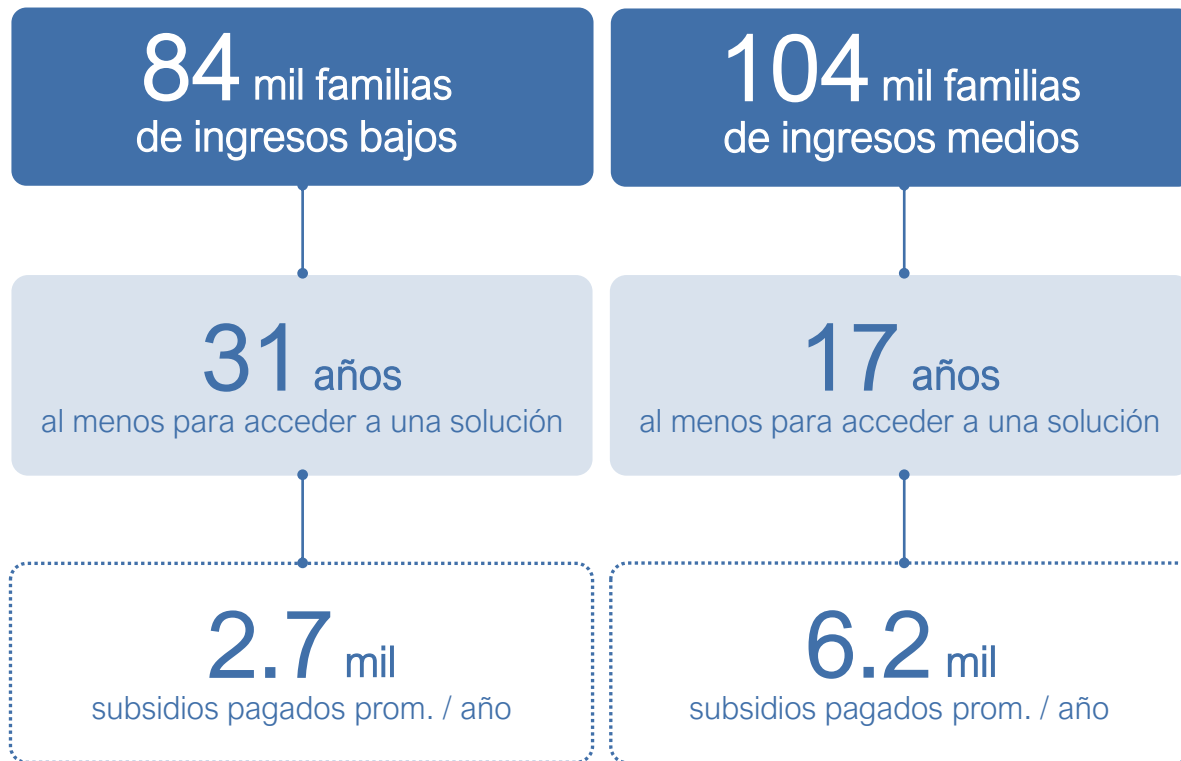 84 mil familias
de ingresos bajos
31 años
al menos para acceder a una solución
2.7 mil
subsidios pagados prom. / año
104 mil familias
de ingresos medios
17 años
al menos para acceder a una solución
6.2 mil
subsidios pagados prom. / año